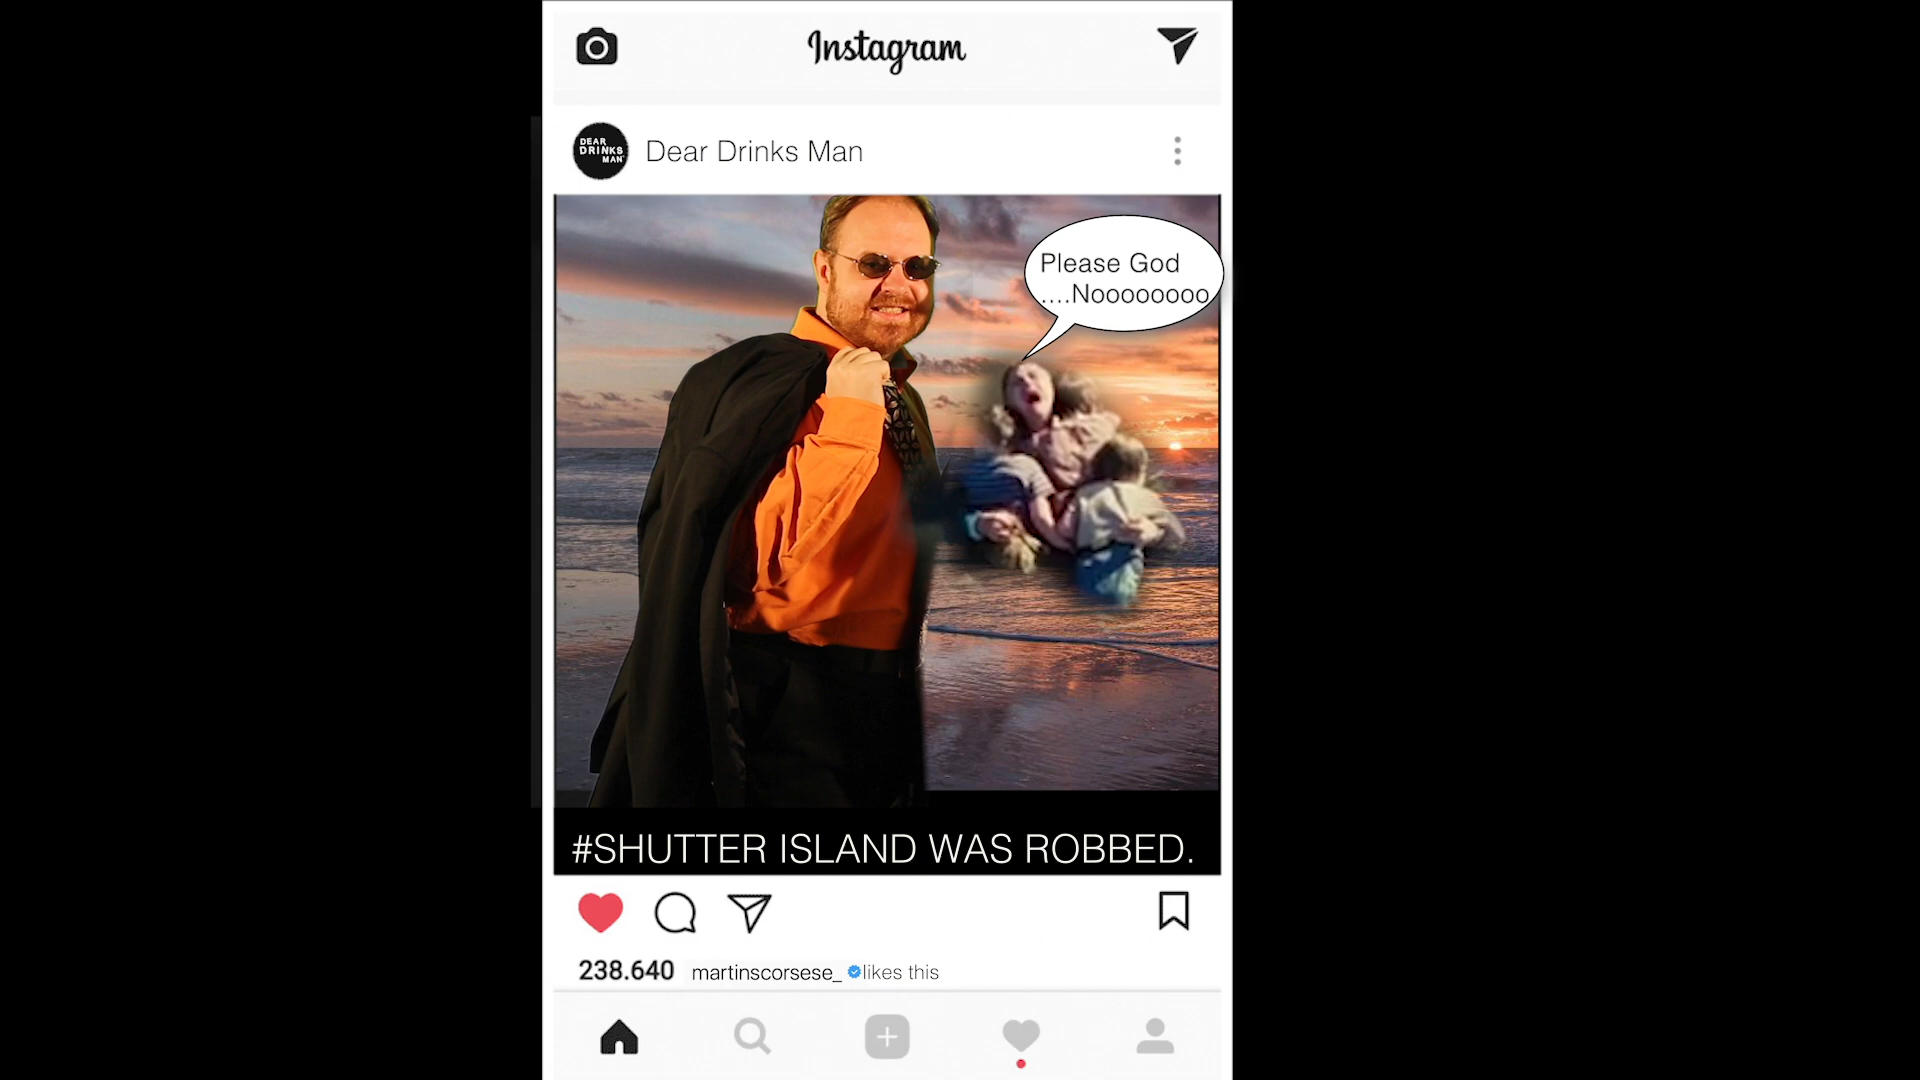 Instagram
DEAR
DRINKS
MAN
Dear Drinks Man
Please God
....Noooooooo
#SHUTTER ISLAND WAS ROBBED.
238.640 martinscorsese_ likes this